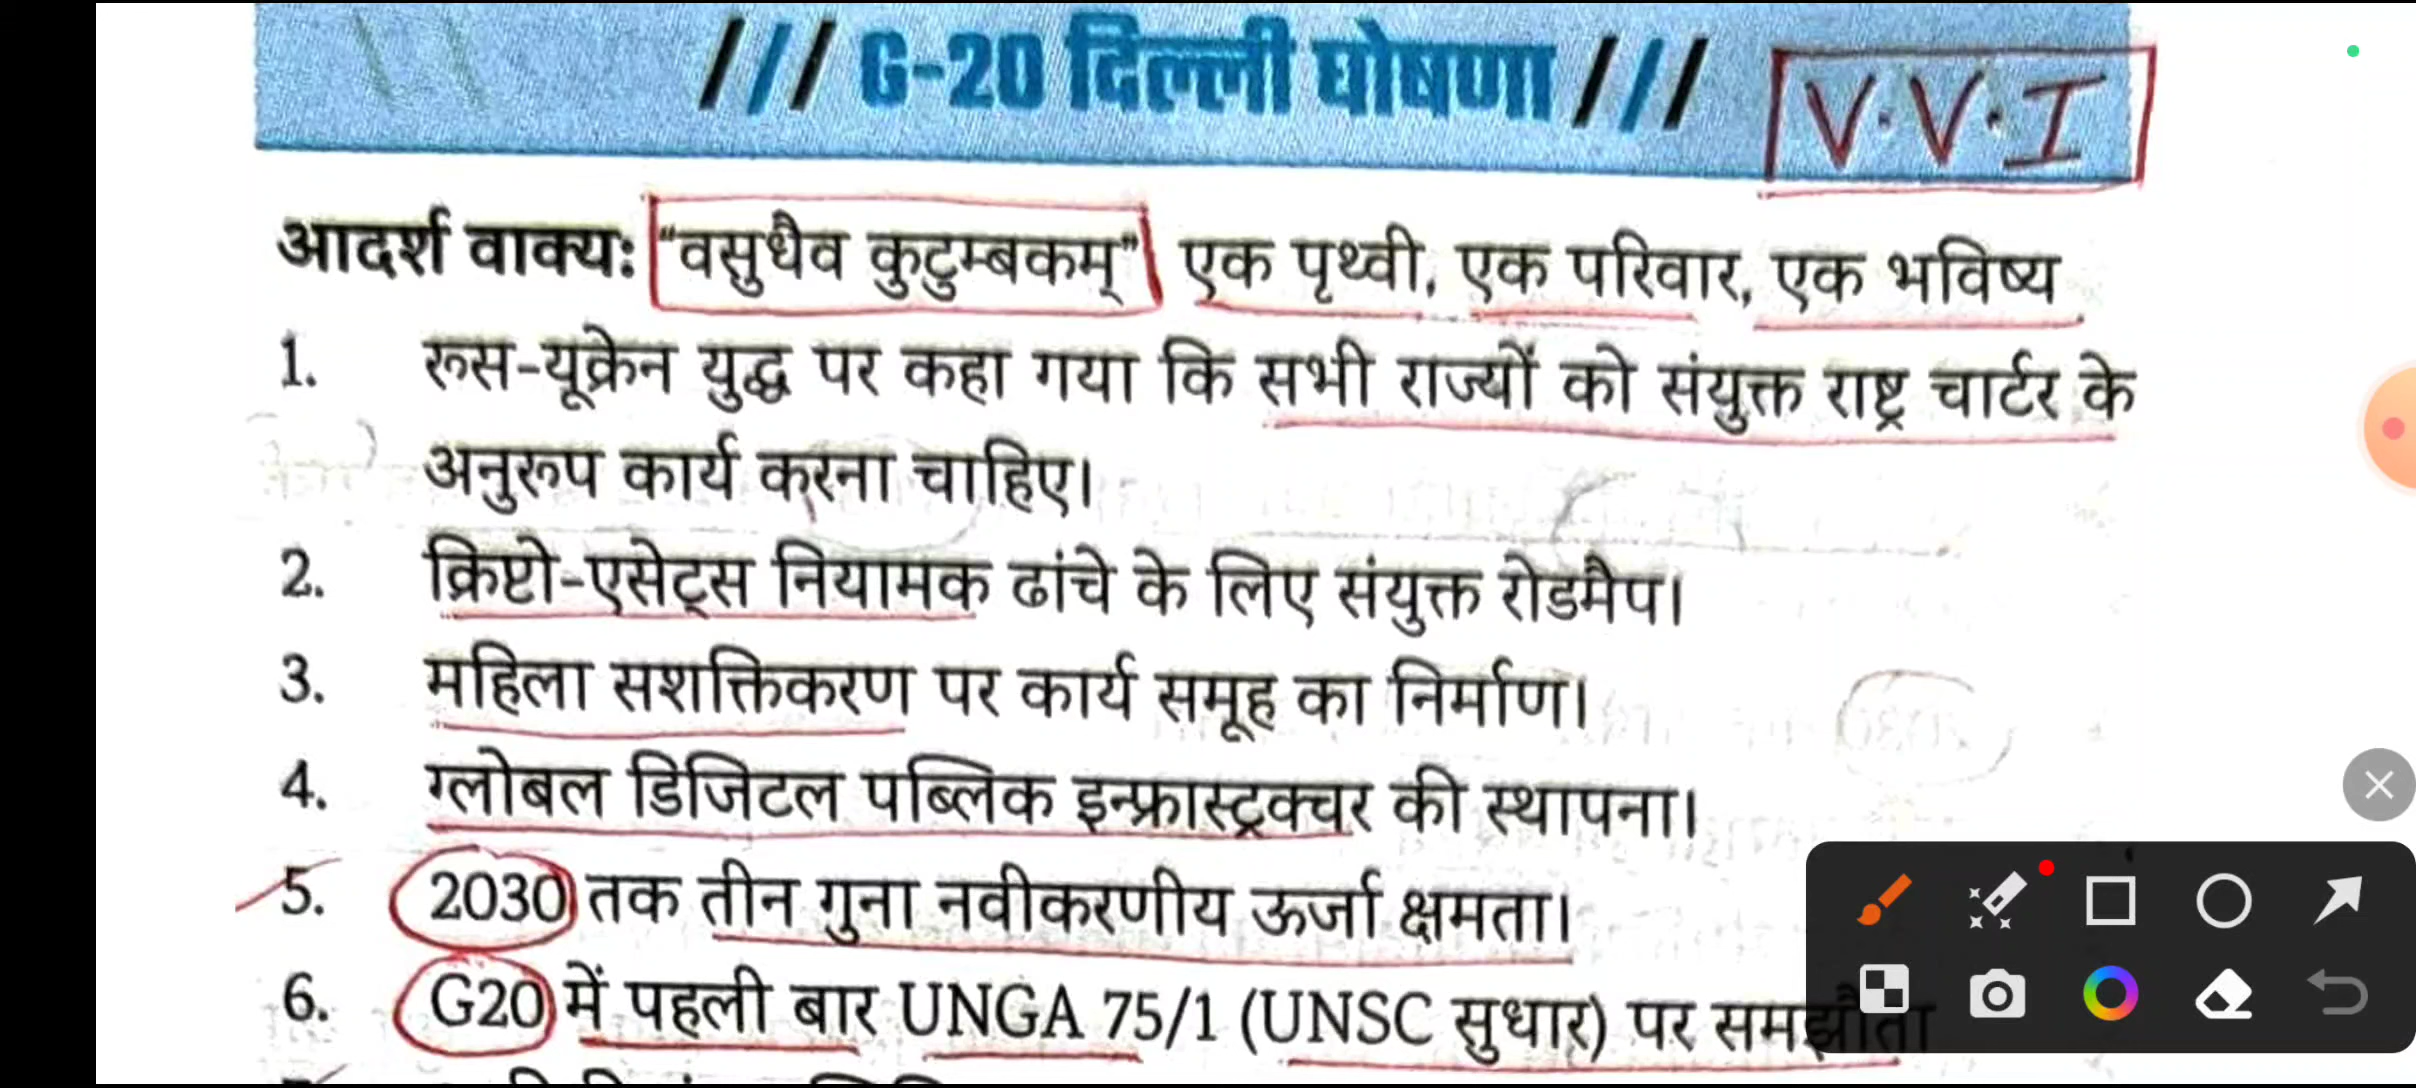 /// G-20 दिल्ली घोषणा /// V.V.I
आदर्श वाक्य: "वसुधैव कुटुम्बकम्" एक पृथ्वी, एक परिवार, एक भविष्य
1. रूस-यूक्रेन युद्ध पर कहा गया कि सभी राज्यों को संयुक्त राष्ट्र चार्टर के
अनुरूप कार्य करना चाहिए।
2. क्रिप्टो-एसेट्स नियामक ढांचे के लिए संयुक्त रोडमैप।
3. महिला सशक्तिकरण पर कार्य समूह का निर्माण।
4. ग्लोबल डिजिटल पब्लिक इन्फ्रास्ट्रक्चर की स्थापना।
5. 2030 तक तीन गुना नवीकरणीय ऊर्जा क्षमता।
6. G20 में पहली बार UNGA 75/1 (UNSC सुधार) पर समझौता